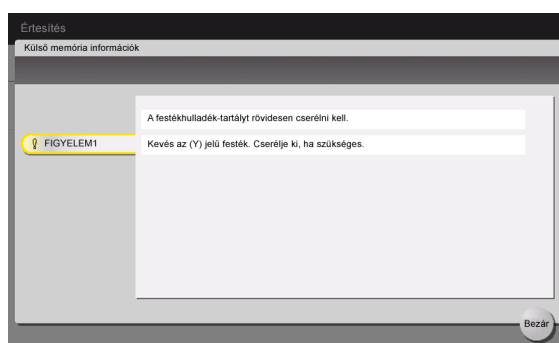 Értesítés
Külső memória információk
A festékhulladék-tartályt rövidesen cserélni kell.
FIGYELEM1
Kevés az (Y) jelű festék. Cserélje ki, ha szükséges.
Bezár